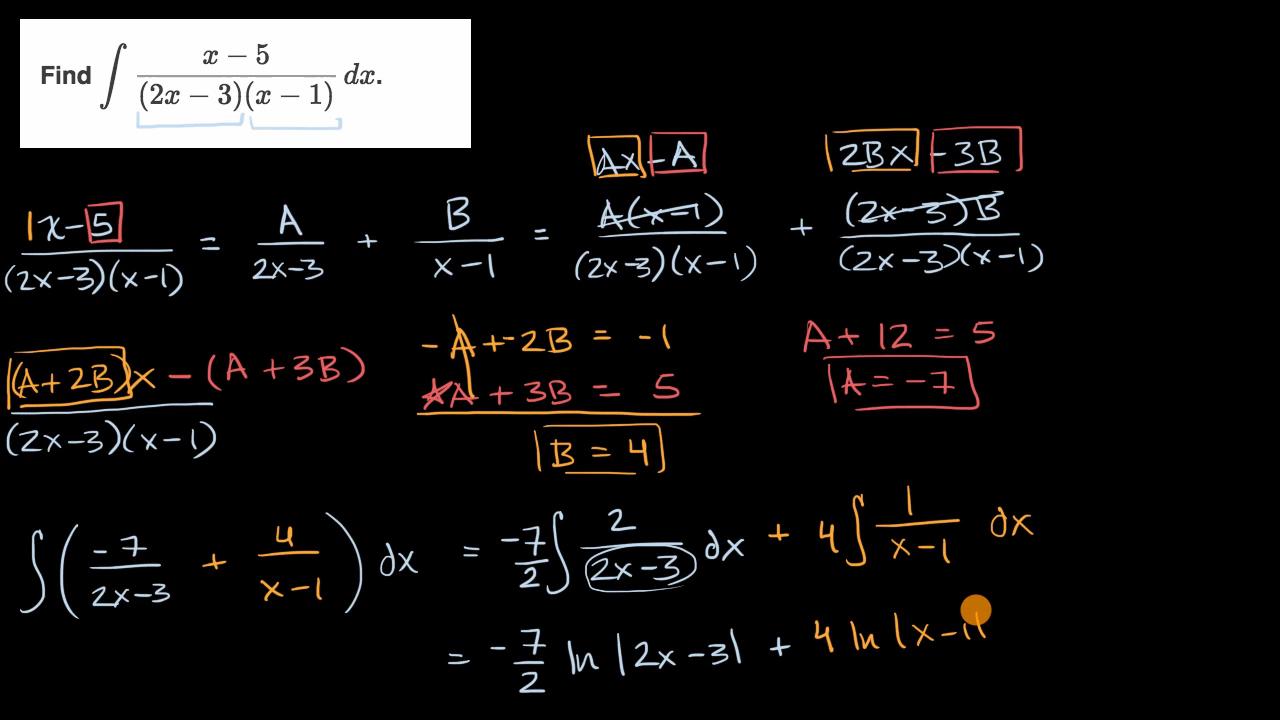 Find ∫ (x − 5)/((2x − 3)(x − 1)) dx.
Ax - A    2Bx - 3B
(1x-5)/((2x-3)(x-1)) = A/(2x-3) + B/(x-1) = A(x-1)/((2x-3)(x-1)) + (2x-3)B/((2x-3)(x-1))
((A+2B)x - (A+3B))/((2x-3)(x-1))
-A + -2B = -1
A + 3B = 5
B = 4
A + 12 = 5
A = -7
∫(-7/(2x-3) + 4/(x-1)) dx = -7/2 ∫ 2/(2x-3) dx + 4 ∫ 1/(x-1) dx
= -7/2 ln|2x-3| + 4 ln|x-1|